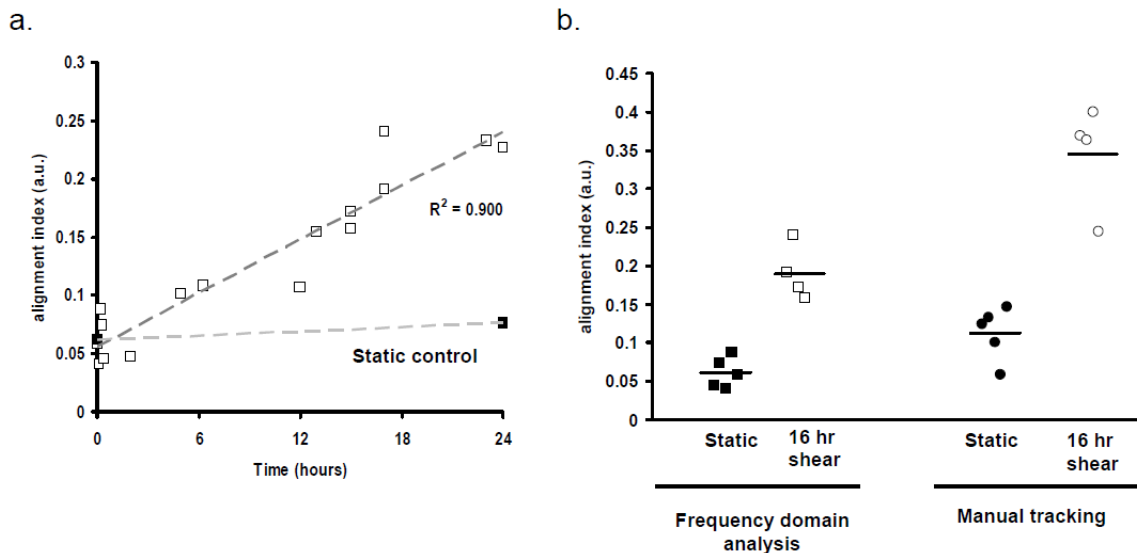 a.
0.3
0.25
0.2
0.15
0.1
0.05
0
alignment index (a.u.)
R² = 0.900
Static control
0 6 12 18 24
Time (hours)
b.
0.45
0.4
0.35
0.3
0.25
0.2
0.15
0.1
0.05
0
alignment index (a.u.)
Static 16 hr Static 16 hr
shear shear
Frequency domain Manual tracking
analysis